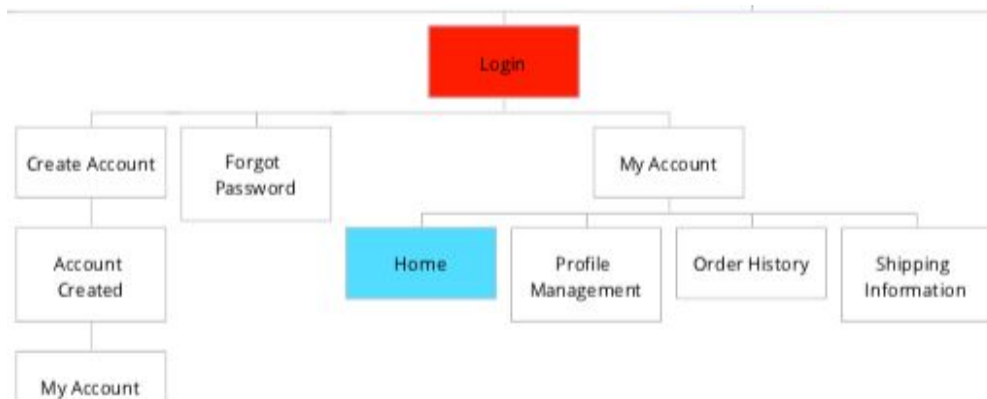 Login
Create Account
Forgot
Password
My Account
Account
Created
Home
Profile
Management
Order History
Shipping
Information
My Account